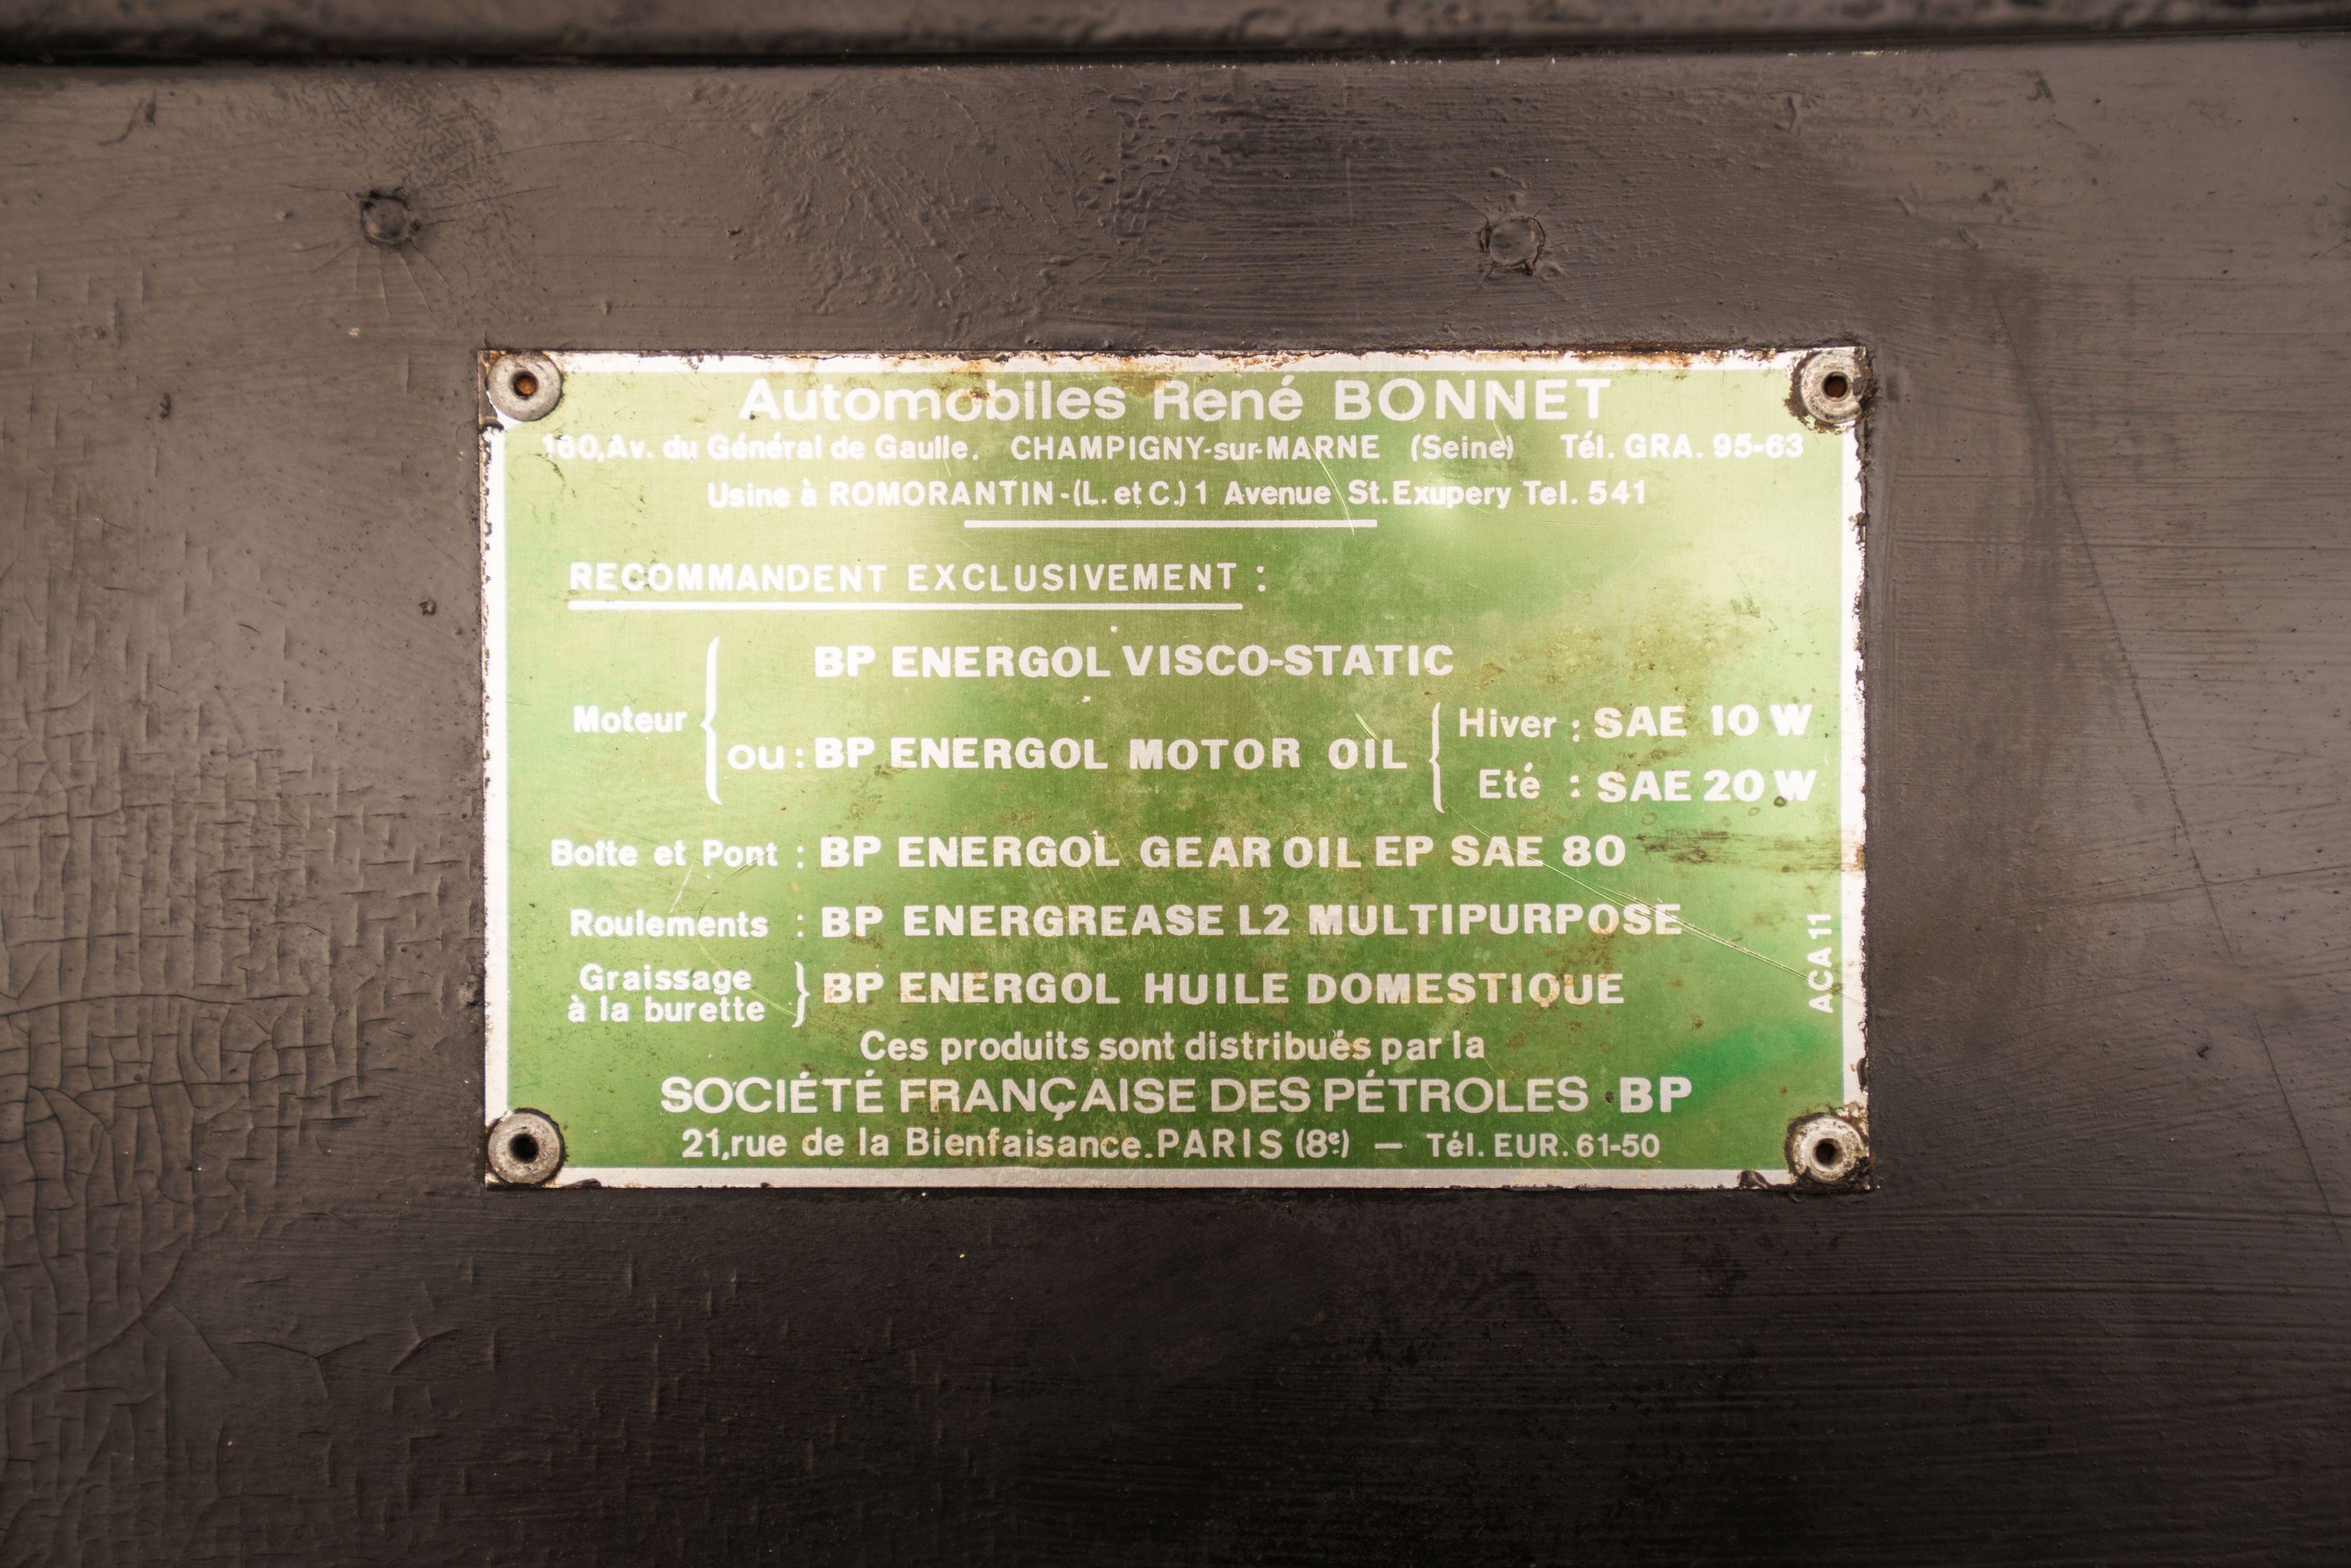 Automobiles René BONNET
160, Av. du Général de Gaulle. CHAMPIGNY-sur-MARNE (Seine) Tél. GRA. 95-63
Usine à ROMORANTIN-(L. et C.) 1 Avenue St. Exupery Tel. 541
RECOMMANDENT EXCLUSIVEMENT :
BP ENERGOL VISCO-STATIC
Moteur
ou : BP ENERGOL MOTOR OIL
Hiver : SAE 10 W
Eté : SAE 20 W
Boîte et Pont : BP ENERGOL GEAR OIL EP SAE 80
Roulements : BP ENERGREASE L2 MULTIPURPOSE
Graissage
à la burette
BP ENERGOL HUILE DOMESTIQUE
ACA 11
Ces produits sont distribués par la
SOCIÉTÉ FRANÇAISE DES PÉTROLES BP
21, rue de la Bienfaisance. PARIS (8e) — Tél. EUR. 61-50